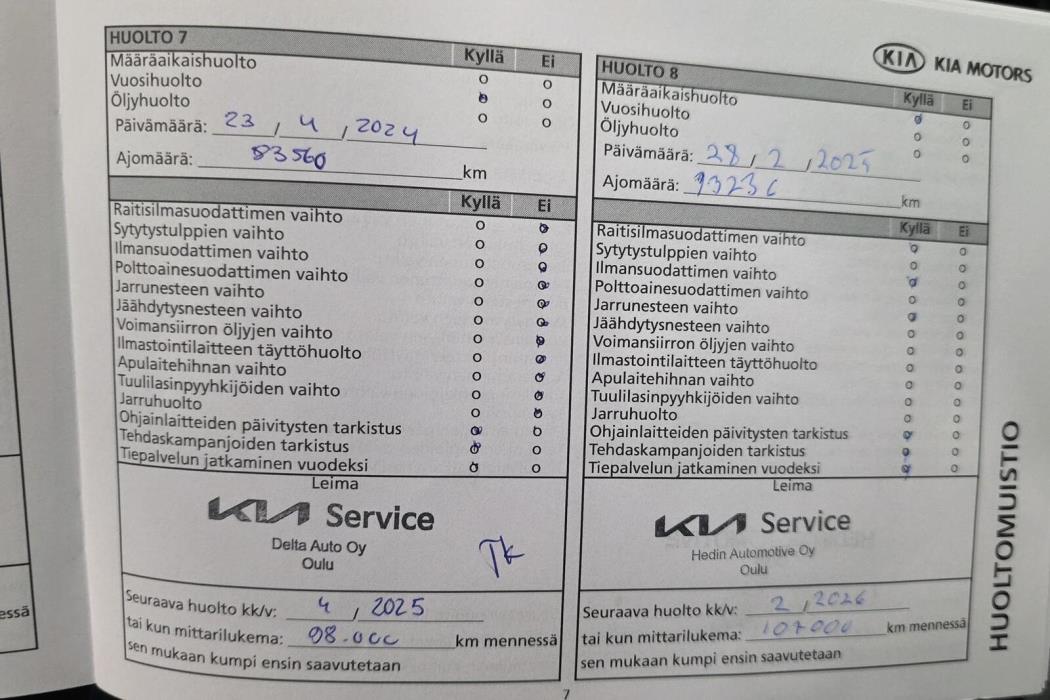 HUOLTO 7 Kyllä Ei
Määräaikaishuolto
Vuosihuolto
Öljyhuolto
Päivämäärä: 23 / 4 , 2024
Ajomäärä: 83560 km
Kyllä Ei
Raitisilmasuodattimen vaihto
Sytytystulppien vaihto
Ilmansuodattimen vaihto
Polttoainesuodattimen vaihto
Jarrunesteen vaihto
Jäähdytysnesteen vaihto
Voimansiirron öljyjen vaihto
Ilmastointilaitteen täyttöhuolto
Apulaitehihnan vaihto
Tuulilasinpyyhkijöiden vaihto
Jarruhuolto
Ohjainlaitteiden päivitysten tarkistus
Tehdaskampanjoiden tarkistus
Tiepalvelun jatkaminen vuodeksi
Leima
KIA Service
Delta Auto Oy
Oulu
TK
Seuraava huolto kk/v: 4 , 2025
tai kun mittarilukema: 98.000 km mennessä
sen mukaan kumpi ensin saavutetaan
KIA KIA MOTORS
HUOLTO 8 Kyllä Ei
Määräaikaishuolto
Vuosihuolto
Öljyhuolto
Päivämäärä: 28 / 2 , 2025
Ajomäärä: km
Kyllä Ei
Raitisilmasuodattimen vaihto
Sytytystulppien vaihto
Ilmansuodattimen vaihto
Polttoainesuodattimen vaihto
Jarrunesteen vaihto
Jäähdytysnesteen vaihto
Voimansiirron öljyjen vaihto
Ilmastointilaitteen täyttöhuolto
Apulaitehihnan vaihto
Tuulilasinpyyhkijöiden vaihto
Jarruhuolto
Ohjainlaitteiden päivitysten tarkistus
Tehdaskampanjoiden tarkistus
Tiepalvelun jatkaminen vuodeksi
Leima
KIA Service
Hedin Automotive Oy
Oulu
Seuraava huolto kk/v: 2 , 2026
tai kun mittarilukema: km mennessä
sen mukaan kumpi ensin saavutetaan
HUOLTOMUISTIO
essä
7